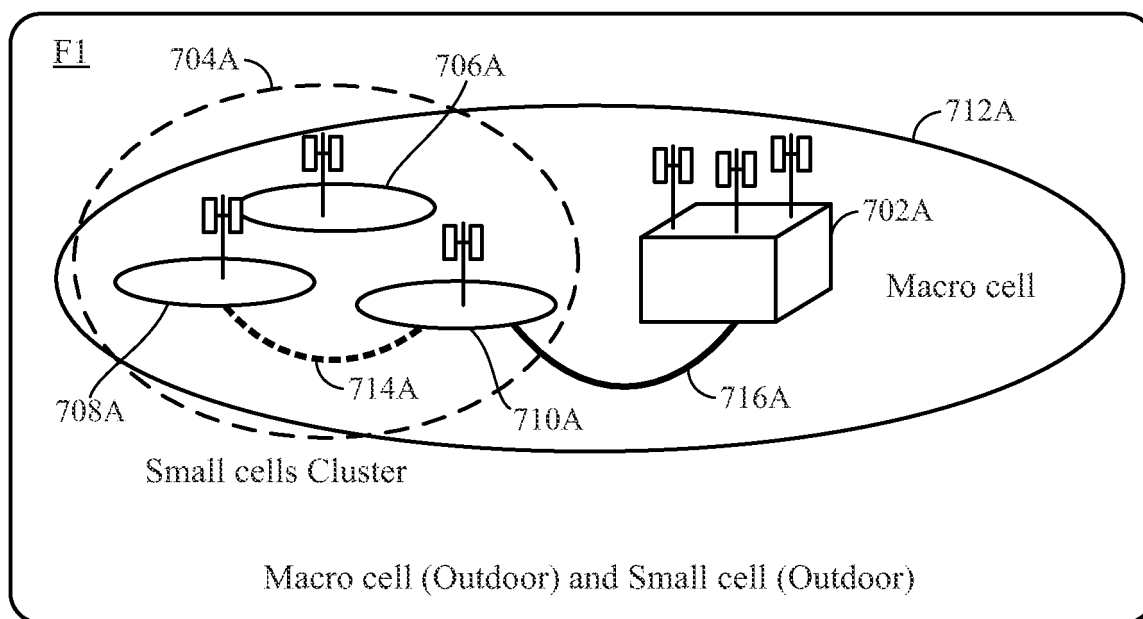 F1
704A
706A
712A
702A
Macro cell
708A
714A
710A
716A
Small cells Cluster
Macro cell (Outdoor) and Small cell (Outdoor)